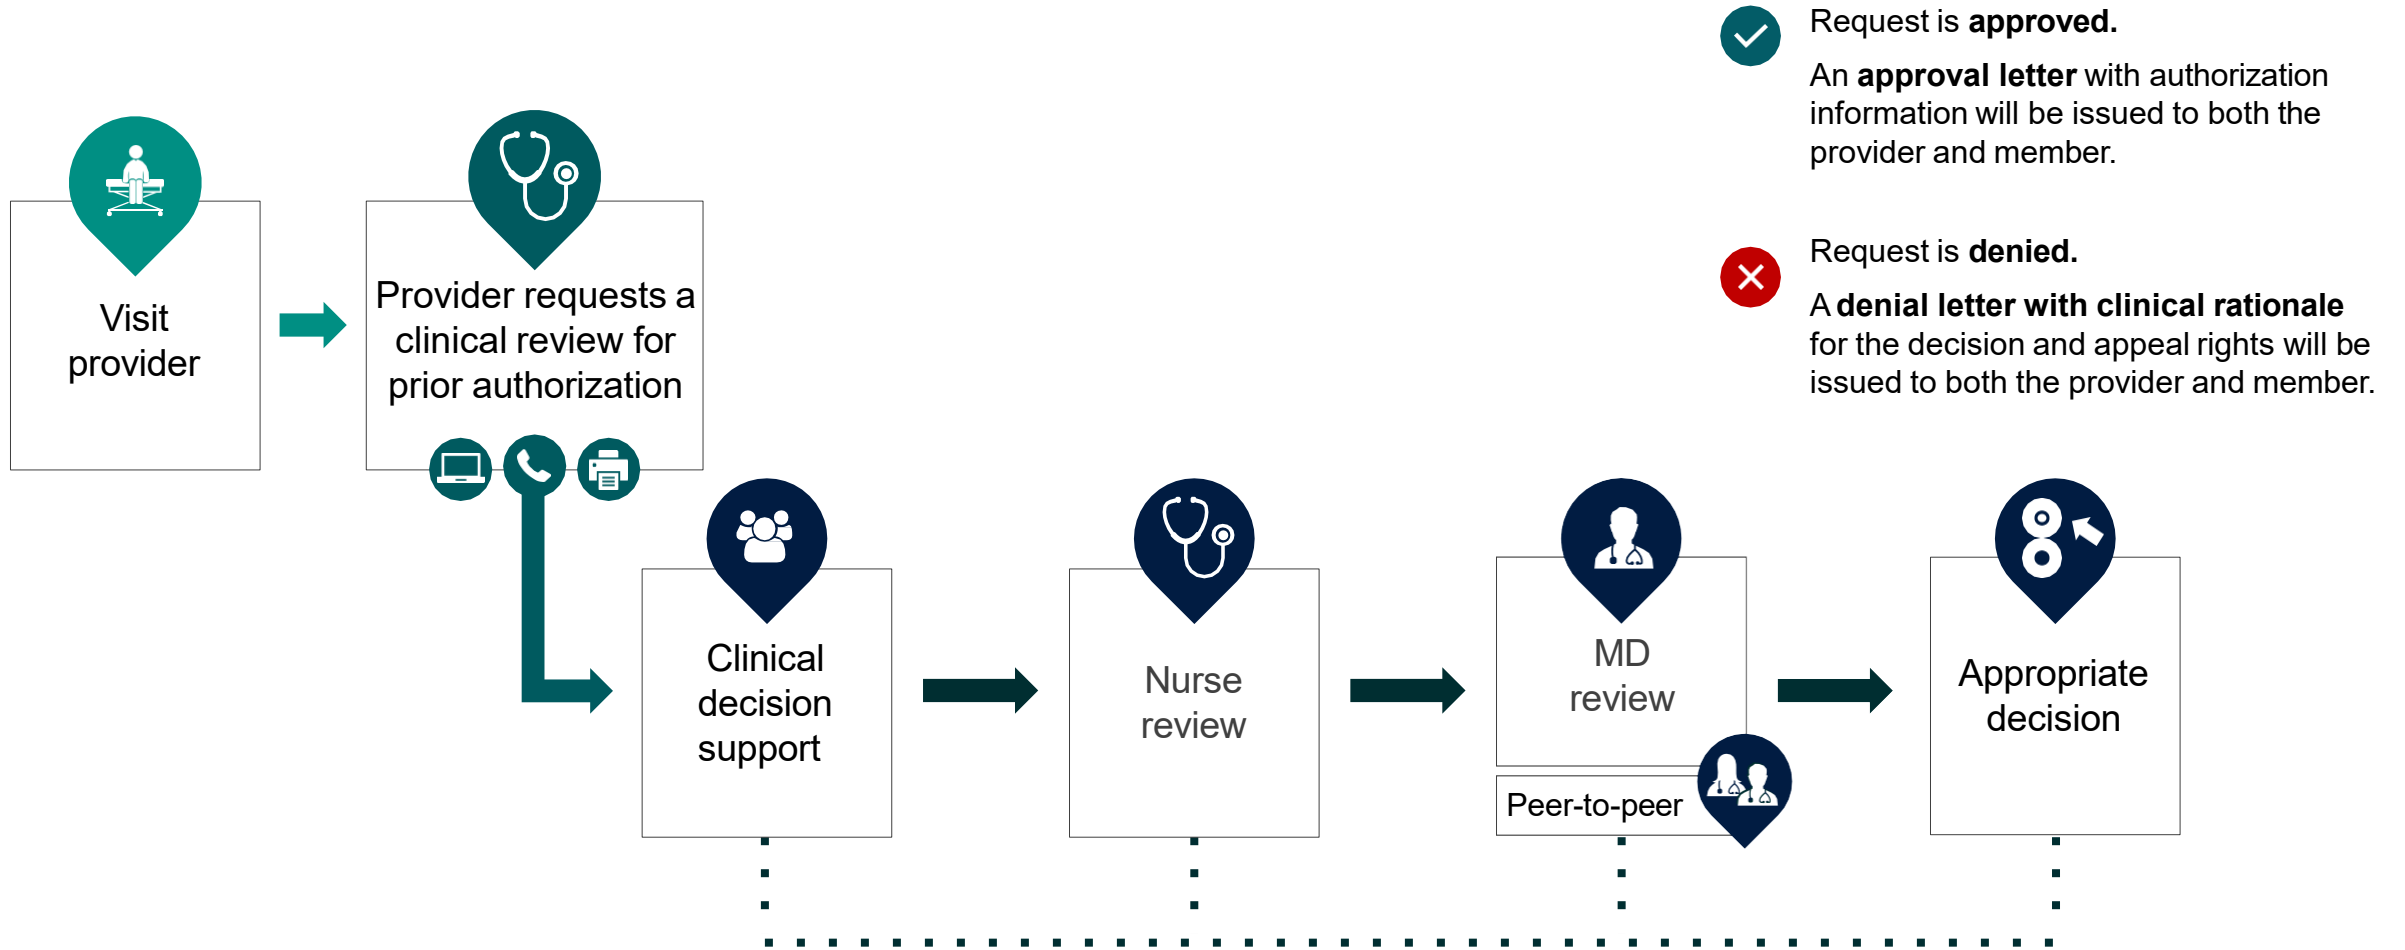 Request is approved.
An approval letter with authorization
information will be issued to both the
provider and member.
Request is denied.
A denial letter with clinical rationale
for the decision and appeal rights will be
issued to both the provider and member.
Visit
provider
Provider requests a
clinical review for
prior authorization
Clinical
decision
support
Nurse
review
MD
review
Peer-to-peer
Appropriate
decision